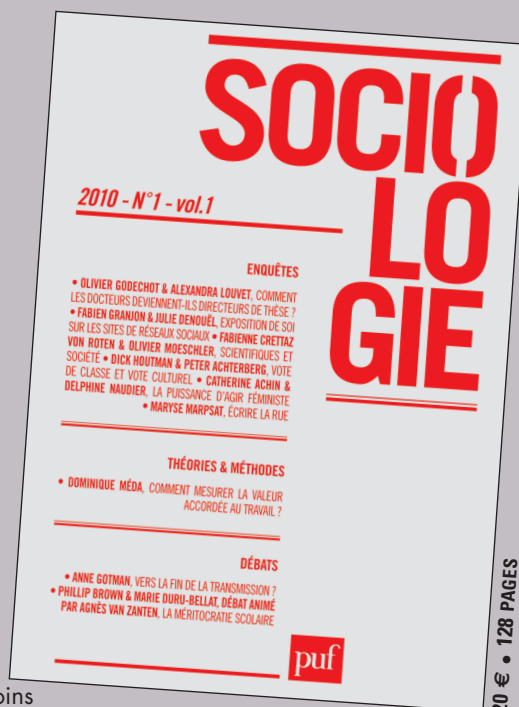 SOCIO
LO
GIE
2010 - N°1 - vol.1
ENQUÊTES
• OLIVIER GODECHOT & ALEXANDRA LOUVET, COMMENT
LES DOCTEURS DEVIENNENT-ILS DIRECTEURS DE THÈSE ?
• FABIEN GRANJON & JULIE DENOUËL, EXPOSITION DE SOI
SUR LES SITES DE RÉSEAUX SOCIAUX • FABIENNE CRETTAZ
VON ROTEN & OLIVIER MOESCHLER, SCIENTIFIQUES ET
SOCIÉTÉ • DICK HOUTMAN & PETER ACHTERBERG, VOTE
DE CLASSE ET VOTE CULTUREL • CATHERINE ACHIN &
DELPHINE NAUDIER, LA PUISSANCE D'AGIR FÉMINISTE
• MARYSE MARPSAT, ÉCRIRE LA RUE
THÉORIES & MÉTHODES
• DOMINIQUE MÉDA, COMMENT MESURER LA VALEUR
ACCORDÉE AU TRAVAIL ?
DÉBATS
• ANNE GOTMAN, VERS LA FIN DE LA TRANSMISSION ?
• PHILLIP BROWN & MARIE DURU-BELLAT, DÉBAT ANIMÉ
PAR AGNÈS VAN ZANTEN, LA MÉRITOCRATIE SCOLAIRE
puf
€ • 128 PAGES